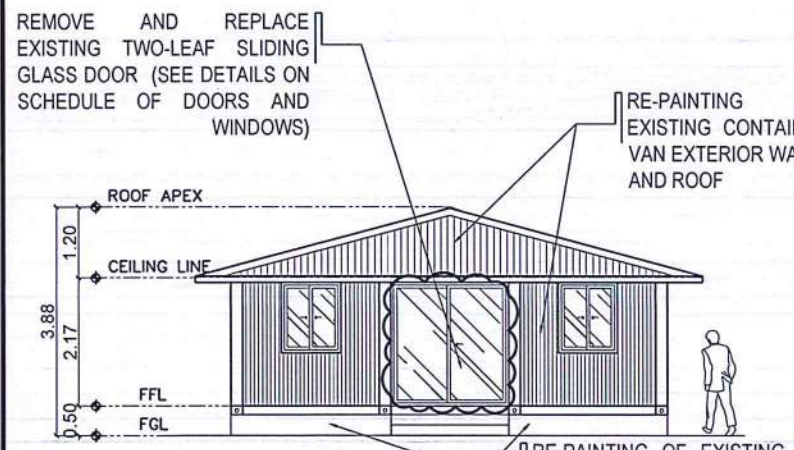 REMOVE AND REPLACE
EXISTING TWO-LEAF SLIDING
GLASS DOOR (SEE DETAILS ON
SCHEDULE OF DOORS AND
WINDOWS)
RE-PAINTING
EXISTING CONTAI
VAN EXTERIOR WA
AND ROOF
ROOF APEX
1.20
CEILING LINE
3.88
2.17
FFL
0.50
FGL
RE-PAINTING OF EXISTING